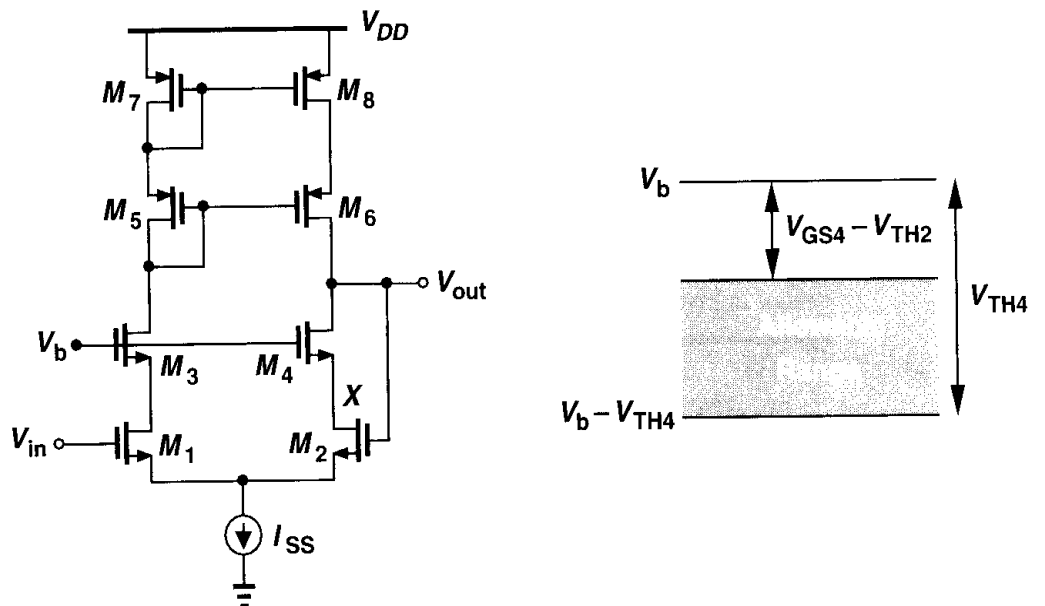 V_DD
M_7
M_8
M_5
M_6
V_out
V_b
M_3
M_4
X
V_in
M_1
M_2
I_SS
V_b
V_GS4 – V_TH2
V_TH4
V_b – V_TH4